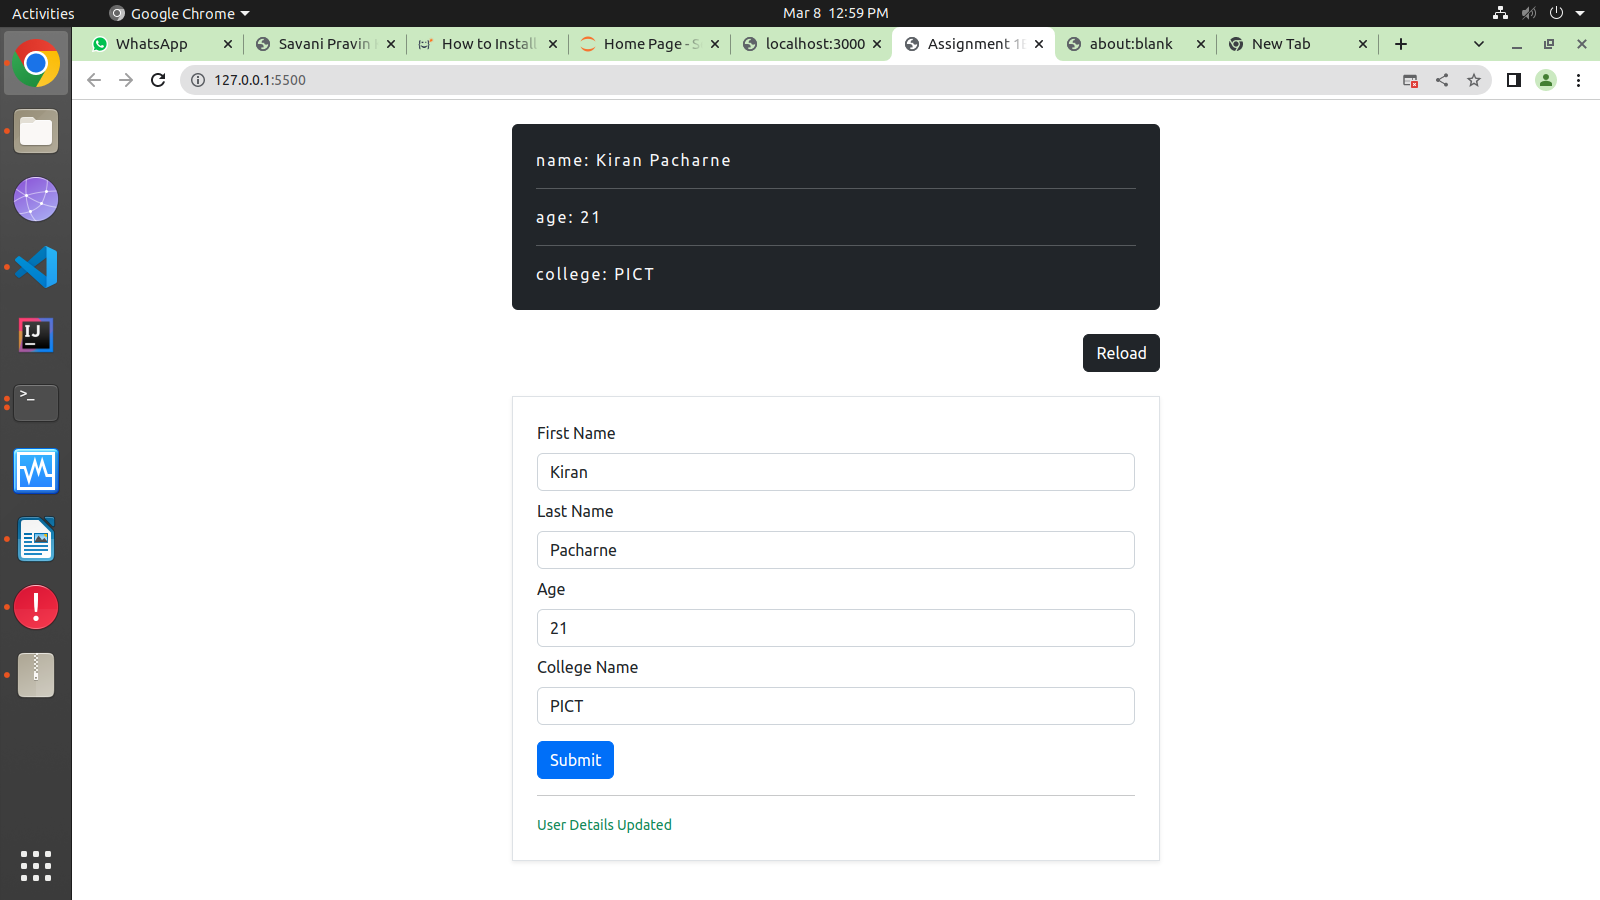 Activities Google Chrome Mar 8 12:59 PM
WhatsApp Savani Pravin How to Install Home Page - S localhost:3000 Assignment 1B about:blank New Tab
127.0.0.1:5500
name: Kiran Pacharne
age: 21
college: PICT
Reload
First Name
Kiran
Last Name
Pacharne
Age
21
College Name
PICT
Submit
User Details Updated